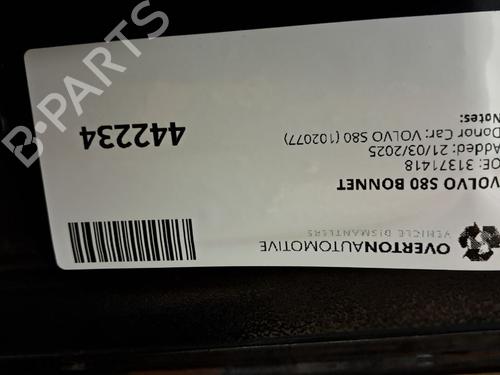 OVERTONAUTOMOTIVE
VEHICLE DISMANTLERS
VOLVO S80 BONNET
OE: 31371418
Added: 21/03/2025
Donor Car: VOLVO S80 (102077)
Notes:
442234
B-PARTS